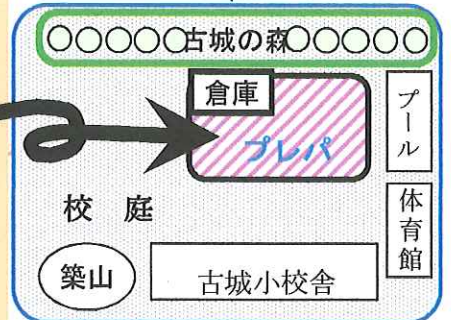 古城の森
倉庫
プレパ
プール
校 庭
体育館
築山
古城小校舎